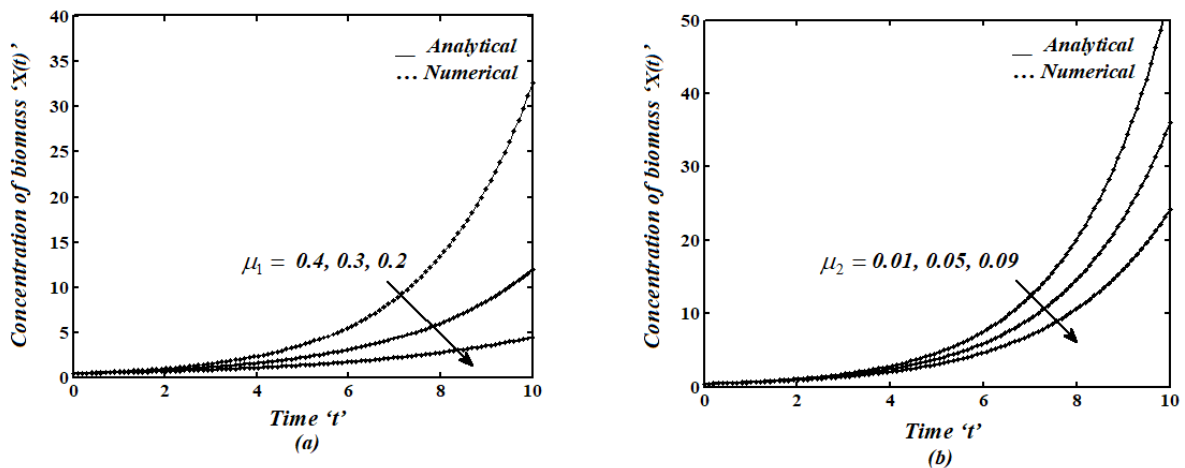 40
35
30
25
20
15
10
5
0
Concentration of biomass ‘X(t)’
— Analytical
... Numerical
μ1 = 0.4, 0.3, 0.2
0 2 4 6 8 10
Time ‘t’
(a)
50
40
30
20
10
0
Concentration of biomass ‘X(t)’
— Analytical
... Numerical
μ2 = 0.01, 0.05, 0.09
0 2 4 6 8 10
Time ‘t’
(b)